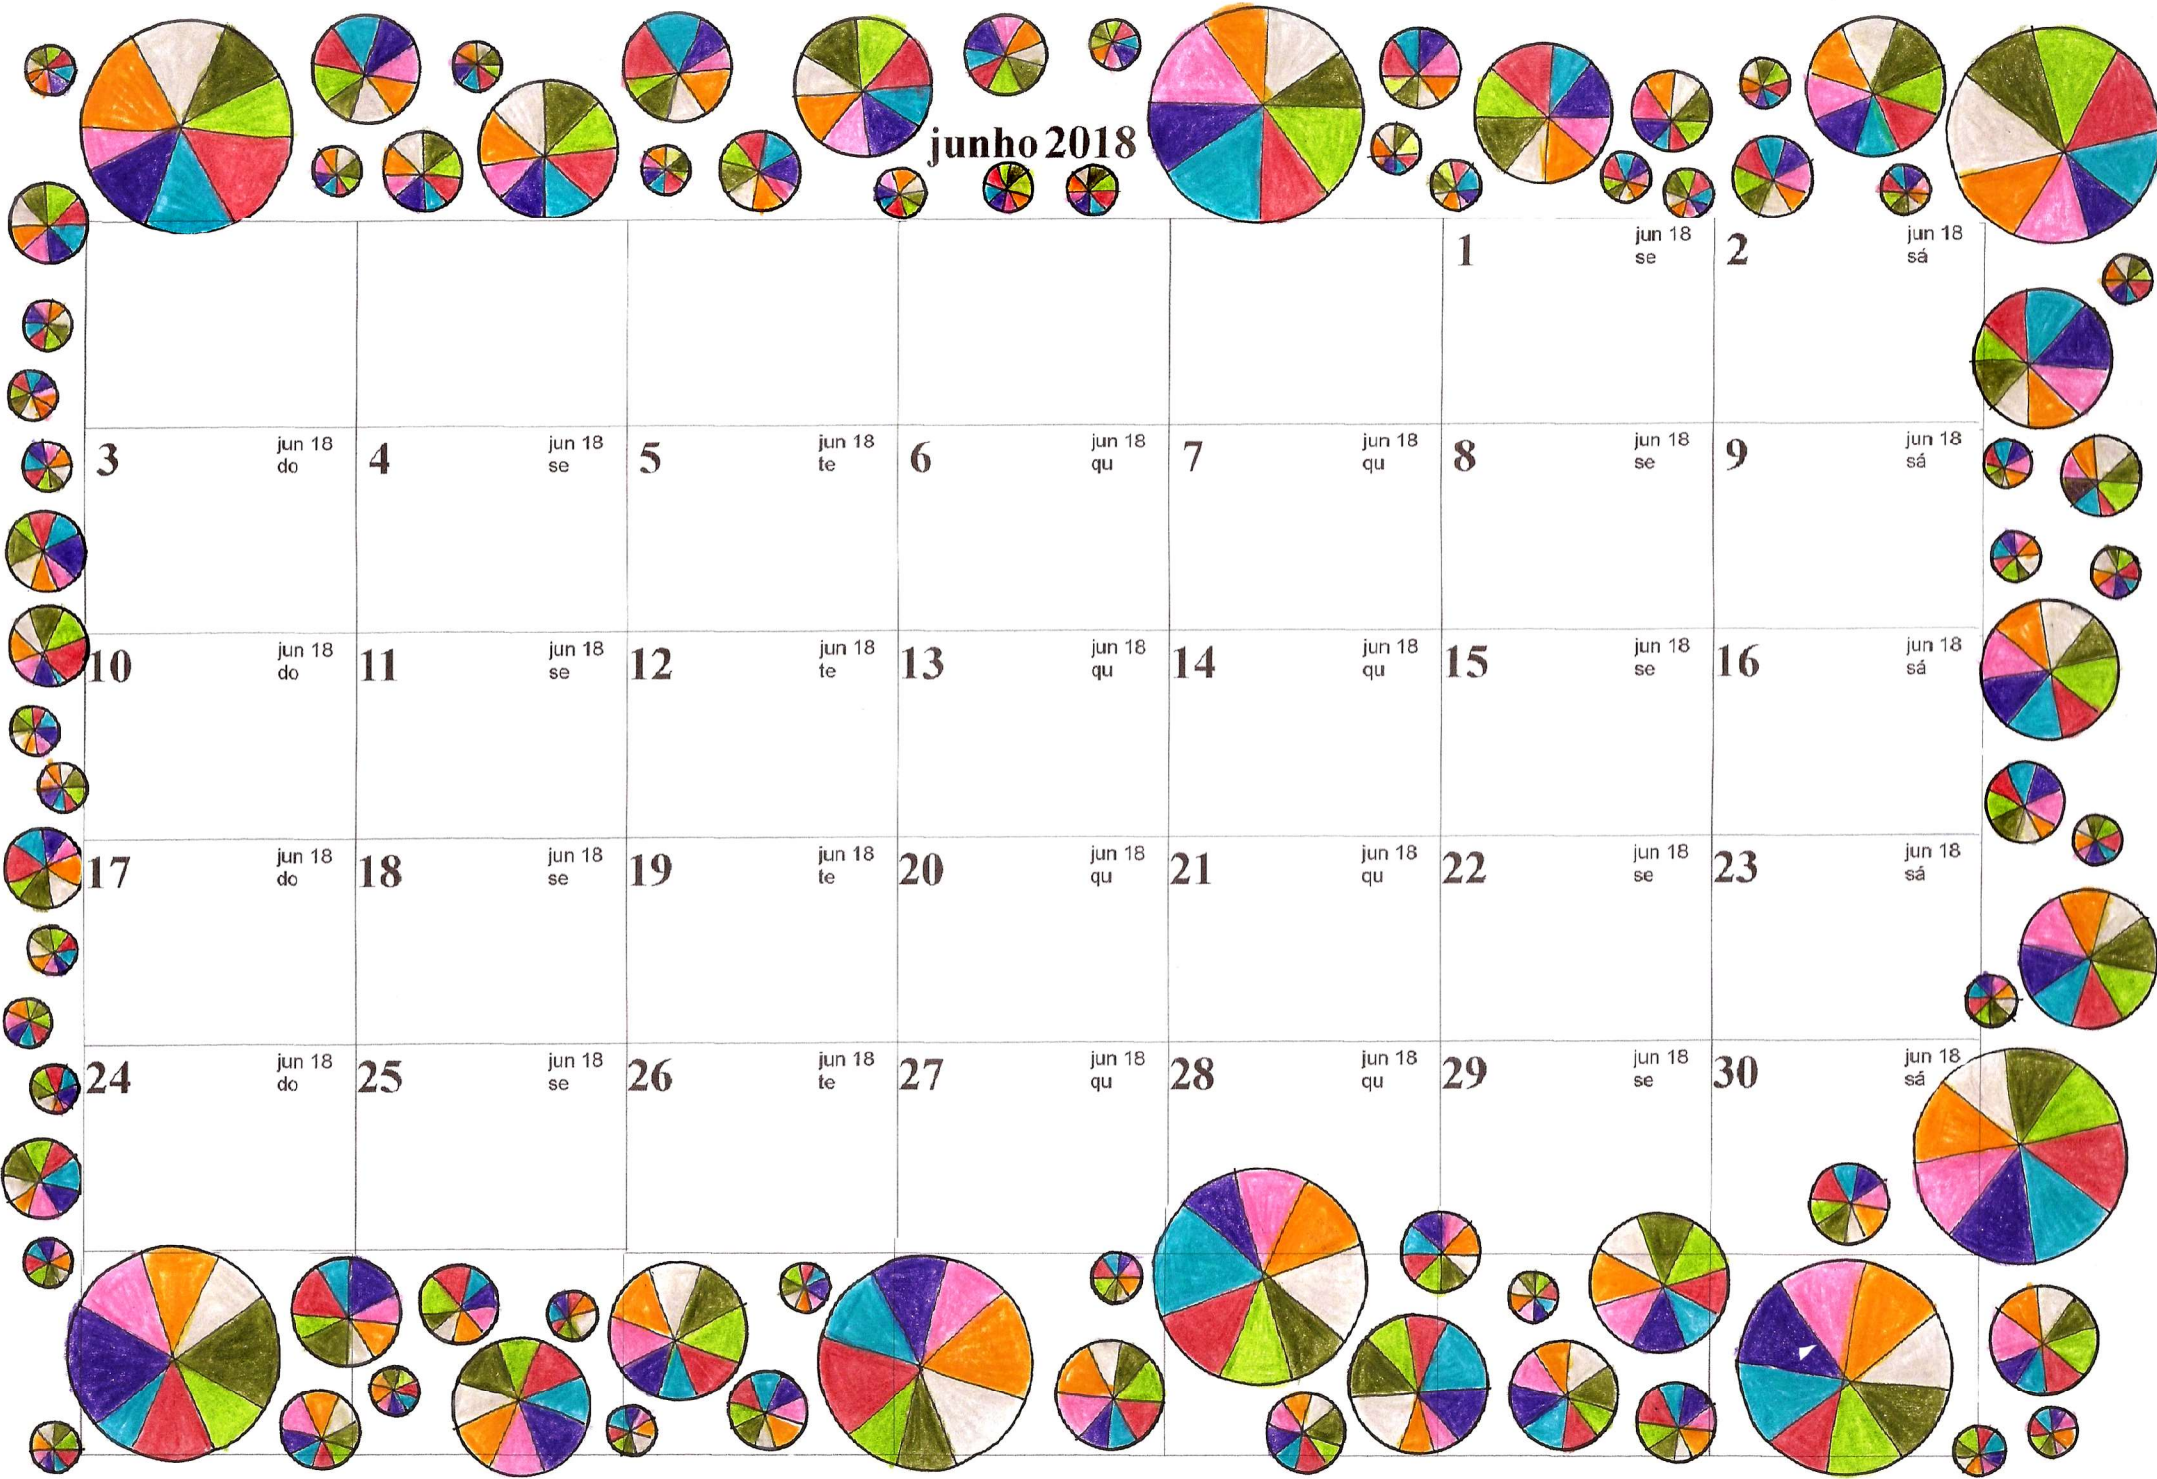 junho 2018
1 jun 18
se
2 jun 18
sá
3 jun 18
do
4 jun 18
se
5 jun 18
te
6 jun 18
qu
7 jun 18
qu
8 jun 18
se
9 jun 18
sá
10 jun 18
do
11 jun 18
se
12 jun 18
te
13 jun 18
qu
14 jun 18
qu
15 jun 18
se
16 jun 18
sá
17 jun 18
do
18 jun 18
se
19 jun 18
te
20 jun 18
qu
21 jun 18
qu
22 jun 18
se
23 jun 18
sá
24 jun 18
do
25 jun 18
se
26 jun 18
te
27 jun 18
qu
28 jun 18
qu
29 jun 18
se
30 jun 18
sá